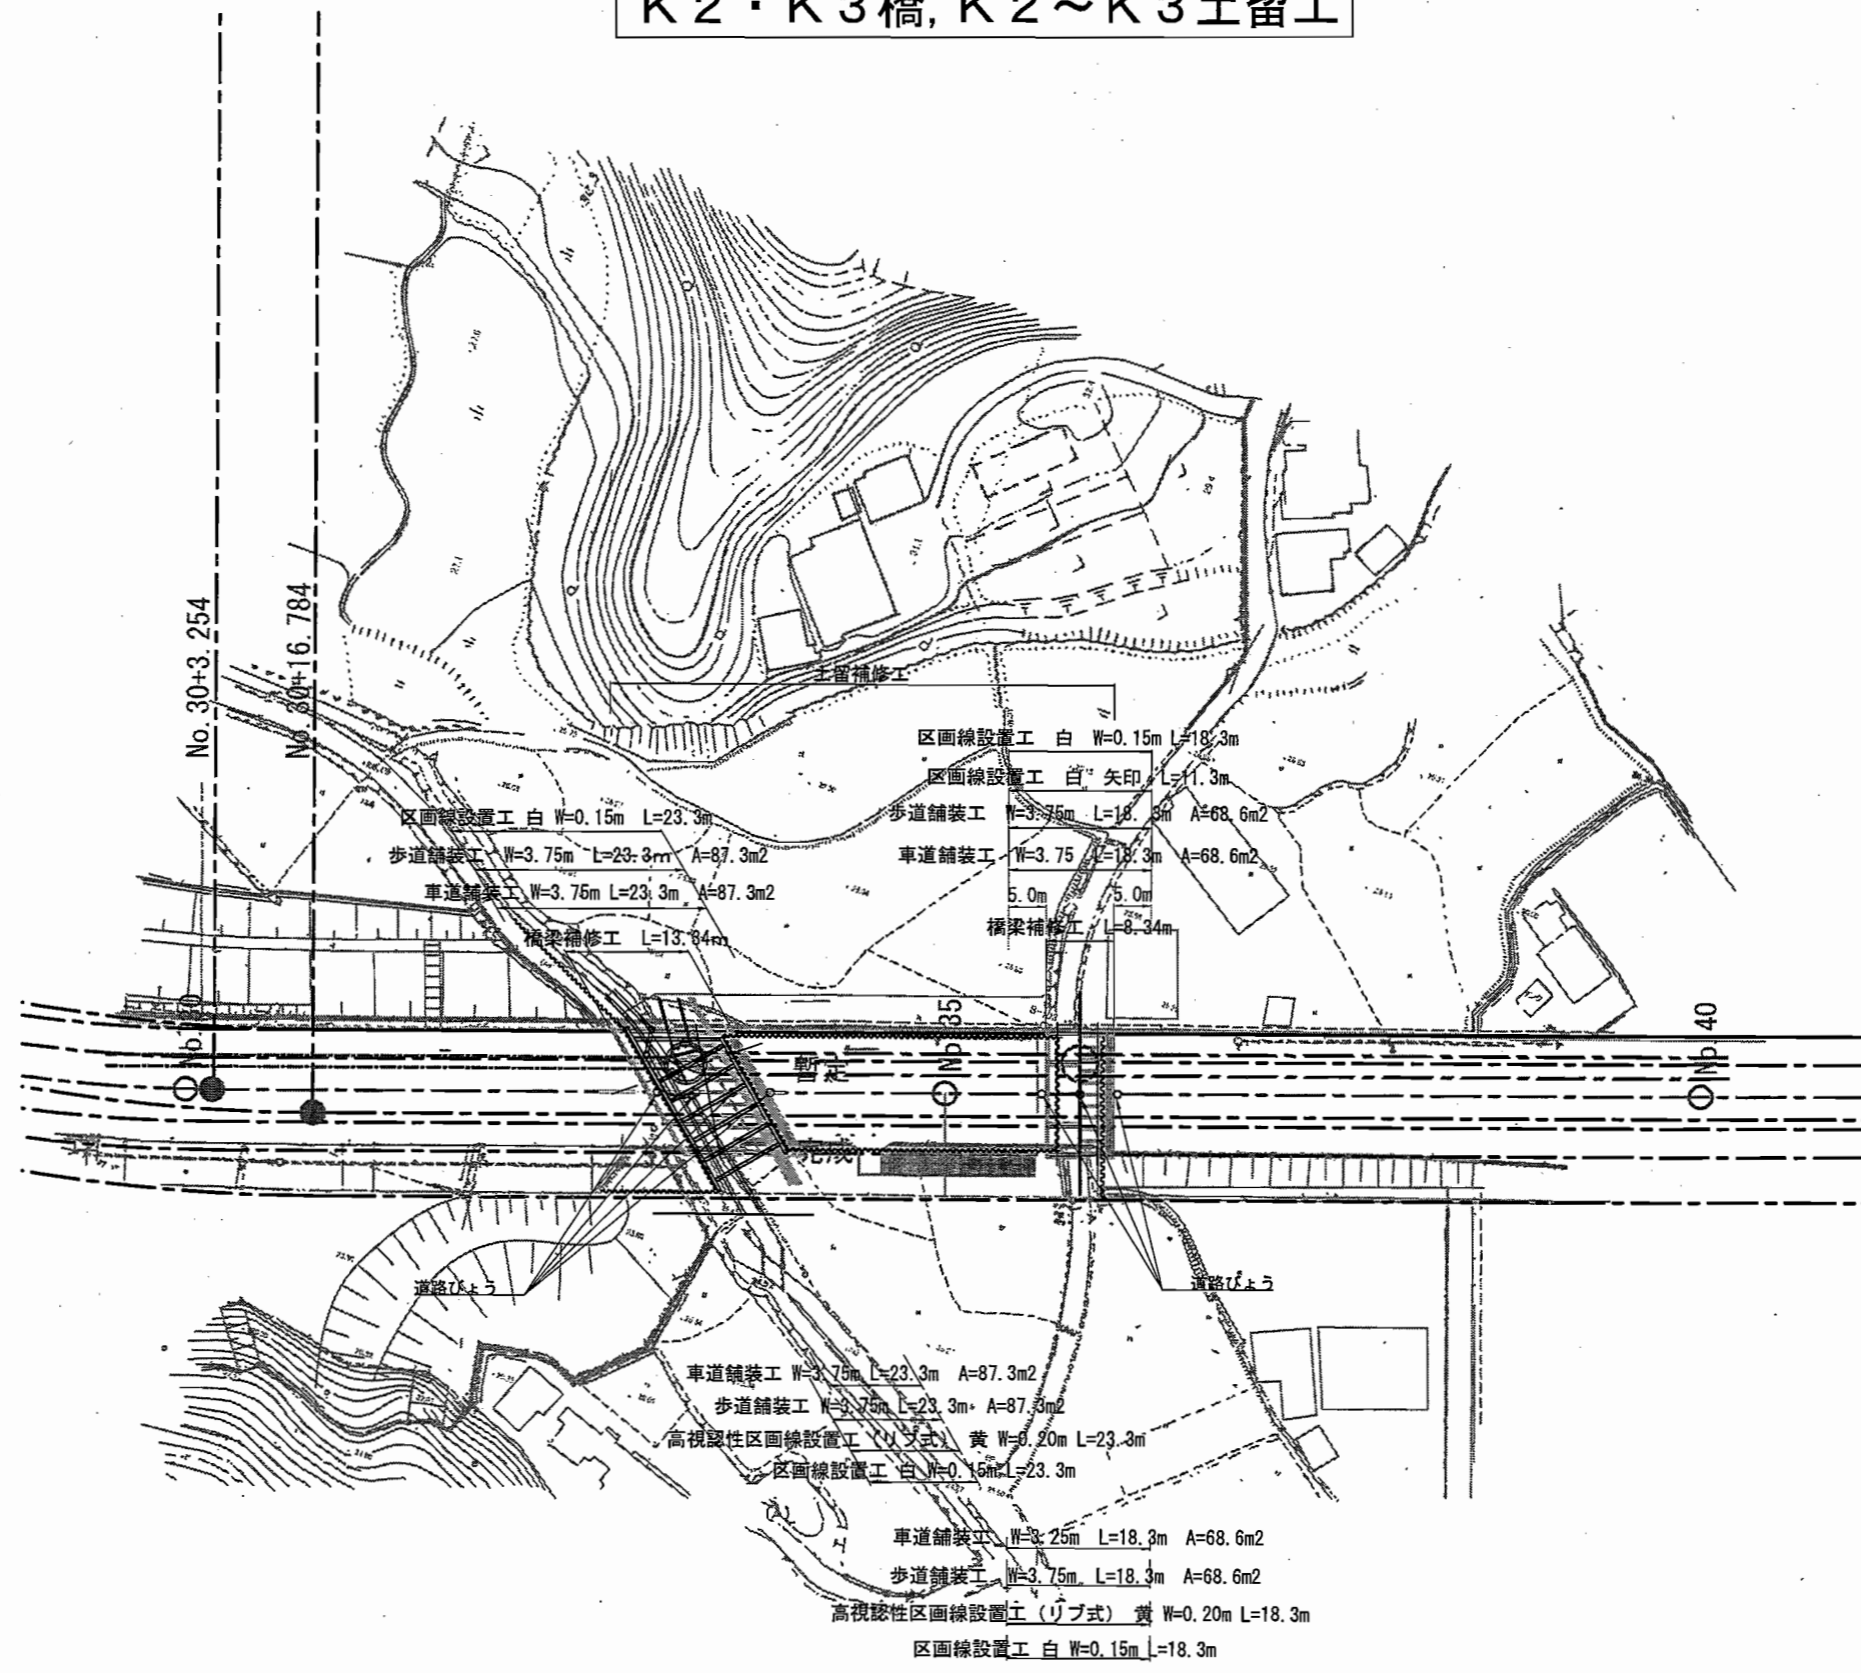 K2・K3橋, K2～K3土留工
No.30+3.254
No.30+16.784
土留補修工
区画線設置工 白 W=0.15m L=18.3m
区画線設置工 白 矢印 L=11.3m
歩道舗装工 W=3.75m L=18.3m A=68.6m2
車道舗装工 W=3.75 L=18.3m A=68.6m2
5.0m 5.0m
橋梁補修工 L=8.34m
区画線設置工 白 W=0.15m L=23.3m
歩道舗装工 W=3.75m L=23.3m A=87.3m2
車道舗装工 W=3.75m L=23.3m A=87.3m2
橋梁補修工 L=13.84m
No.30
No.35
No.40
暫定
完成
道路びょう
道路びょう
車道舗装工 W=3.75m L=23.3m A=87.3m2
歩道舗装工 W=3.75m L=23.3m A=87.3m2
高視認性区画線設置工（リブ式） 黄 W=0.20m L=23.3m
区画線設置工 白 W=0.15m L=23.3m
車道舗装工 W=3.25m L=18.3m A=68.6m2
歩道舗装工 W=3.75m L=18.3m A=68.6m2
高視認性区画線設置工（リブ式） 黄 W=0.20m L=18.3m
区画線設置工 白 W=0.15m L=18.3m